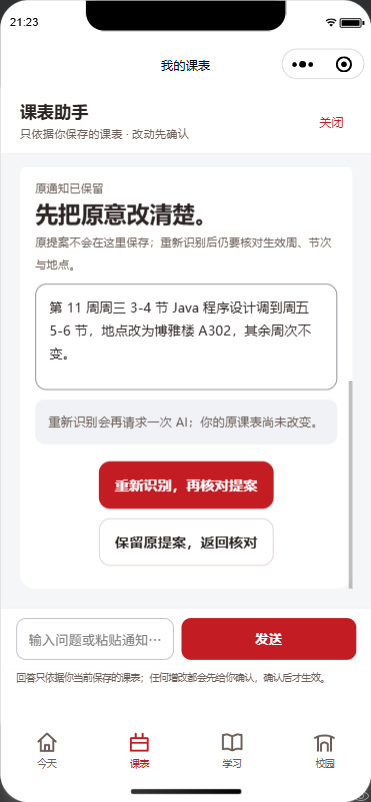 21:23
我的课表
课表助手
只依据你保存的课表 · 改动先确认
关闭
原通知已保留
先把原意改清楚。
原提案不会在这里保存；重新识别后仍要核对生效周、节次
与地点。
第 11 周周三 3-4 节 Java 程序设计调到周五
5-6 节，地点改为博雅楼 A302，其余周次不
变。
重新识别会再请求一次 AI；你的原课表尚未改变。
重新识别，再核对提案
保留原提案，返回核对
输入问题或粘贴通知…
发送
回答只依据你当前保存的课表；任何增改都会先给你确认，确认后才生效。
今天
课表
学习
校园